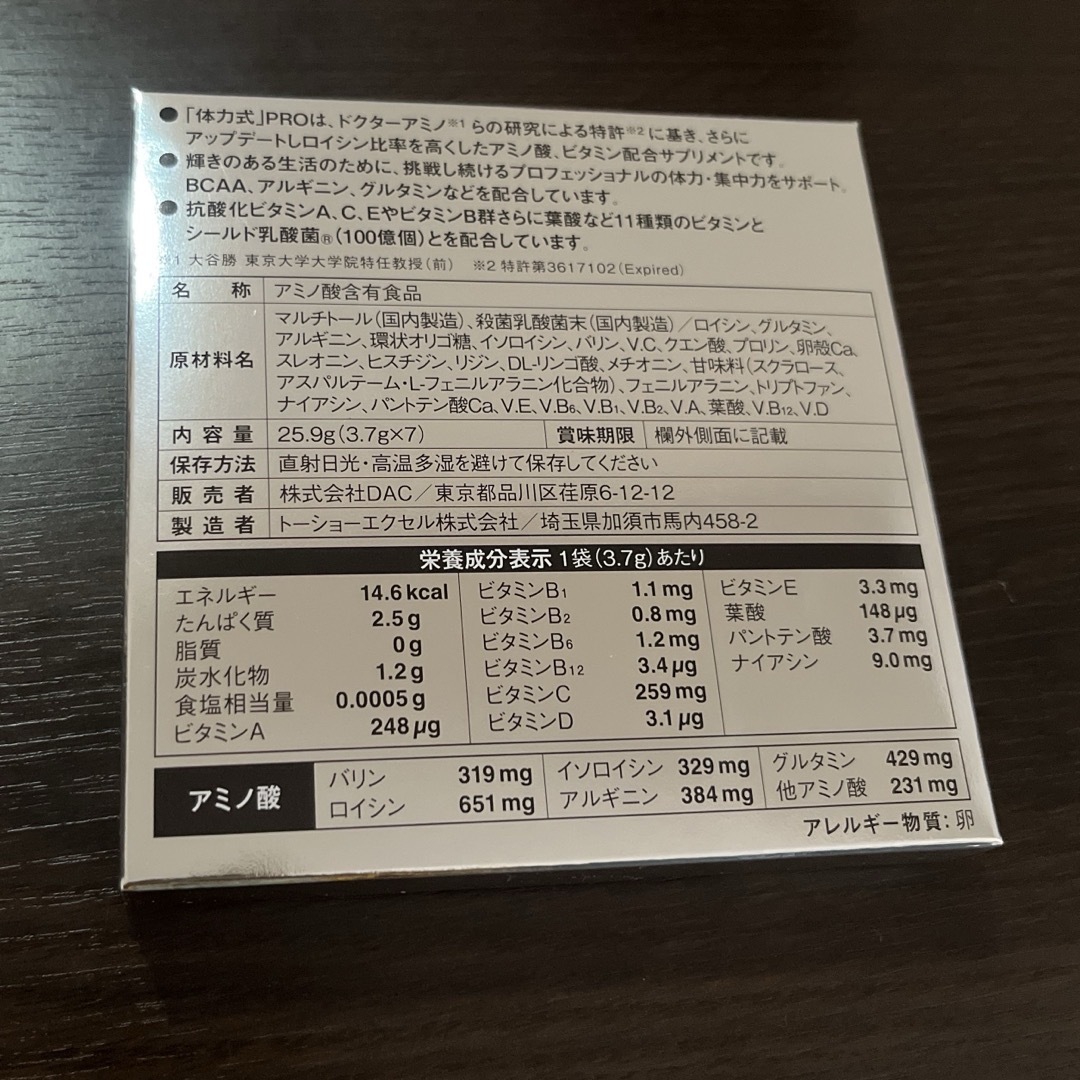 ●「体力式」PROは、ドクターアミノ※1らの研究による特許※2に基き、さらに
アップデートしロイシン比率を高くしたアミノ酸、ビタミン配合サプリメントです。
●輝きのある生活のために、挑戦し続けるプロフェッショナルの体力・集中力をサポート。
BCAA、アルギニン、グルタミンなどを配合しています。
●抗酸化ビタミンA、C、EやビタミンB群さらに葉酸など11種類のビタミンと
シールド乳酸菌®(100億個)とを配合しています。
※1 大谷勝 東京大学大学院特任教授(前) ※2 特許第3617102(Expired)
名称 アミノ酸含有食品
原材料名 マルチトール(国内製造)、殺菌乳酸菌末(国内製造)/ロイシン、グルタミン、
アルギニン、環状オリゴ糖、イソロイシン、バリン、V.C、クエン酸、プロリン、卵殻Ca、
スレオニン、ヒスチジン、リジン、DL-リンゴ酸、メチオニン、甘味料(スクラロース、
アスパルテーム・L-フェニルアラニン化合物)、フェニルアラニン、トリプトファン、
ナイアシン、パントテン酸Ca、V.E、V.B6、V.B1、V.B2、V.A、葉酸、V.B12、V.D
内容量 25.9g(3.7g×7) 賞味期限 欄外側面に記載
保存方法 直射日光・高温多湿を避けて保存してください
販売者 株式会社DAC/東京都品川区荏原6-12-12
製造者 トーショーエクセル株式会社/埼玉県加須市馬内458-2
栄養成分表示 1袋(3.7g)あたり
エネルギー 14.6kcal ビタミンB1 1.1mg ビタミンE 3.3mg
たんぱく質 2.5g ビタミンB2 0.8mg 葉酸 148μg
脂質 0g ビタミンB6 1.2mg パントテン酸 3.7mg
炭水化物 1.2g ビタミンB12 3.4μg ナイアシン 9.0mg
食塩相当量 0.0005g ビタミンC 259mg
ビタミンA 248μg ビタミンD 3.1μg
アミノ酸 バリン 319mg イソロイシン 329mg グルタミン 429mg
ロイシン 651mg アルギニン 384mg 他アミノ酸 231mg
アレルギー物質:卵